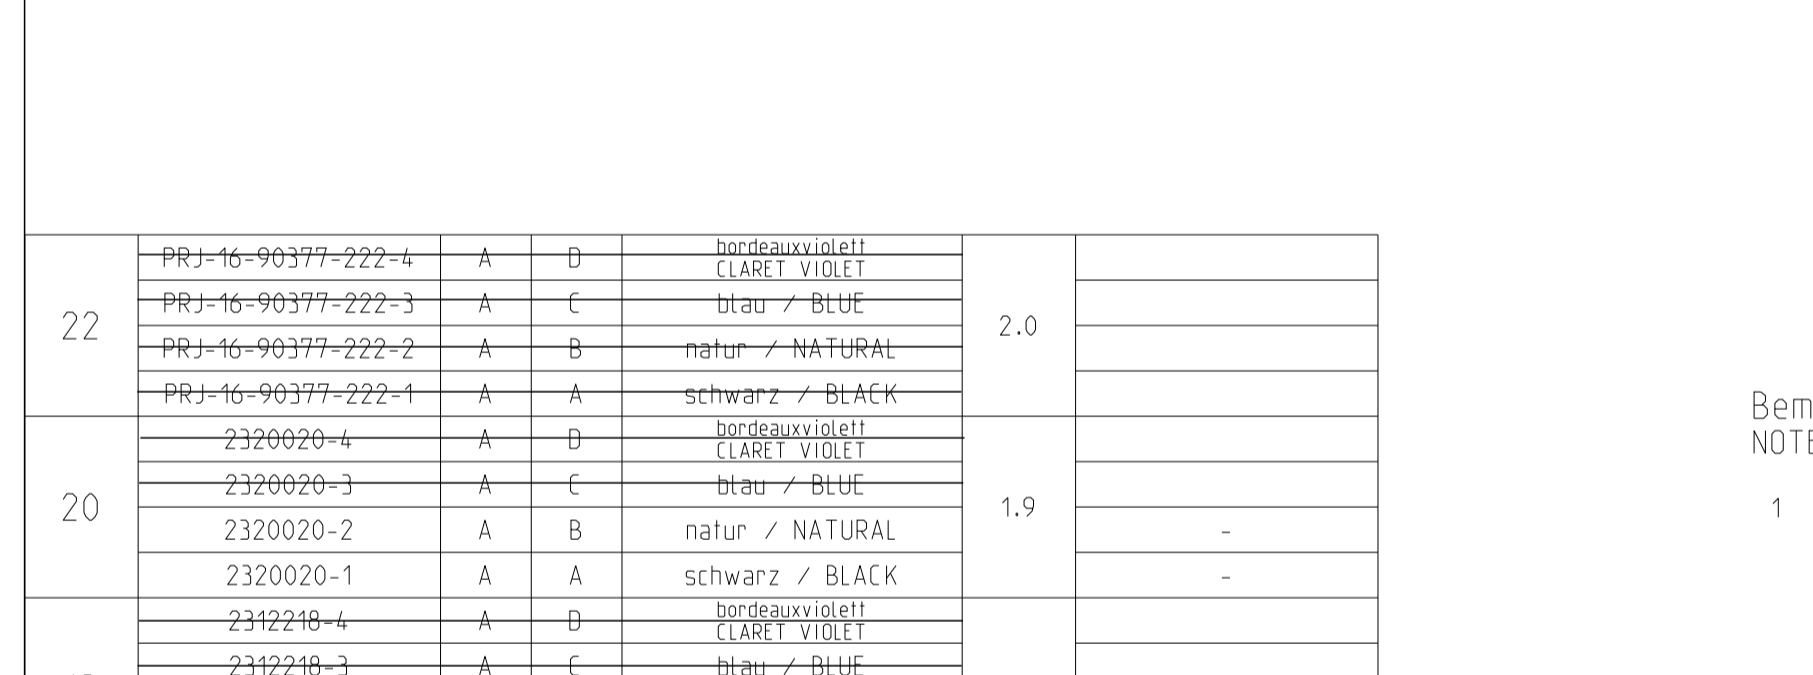 PRJ-16-90377-222-4 A D bordeauxviolett
CLARET VIOLET
PRJ-16-90377-222-3 A C blau / BLUE
22 2.0
PRJ-16-90377-222-2 A B natur / NATURAL
PRJ-16-90377-222-1 A A schwarz / BLACK
Bem
NOTE
2320020-4 A D bordeauxviolett
CLARET VIOLET
2320020-3 A C blau / BLUE
20 1.9 1
2320020-2 A B natur / NATURAL -
2320020-1 A A schwarz / BLACK -
2312218-4 A D bordeauxviolett
CLARET VIOLET
2312218-3 A C blau / BLUE